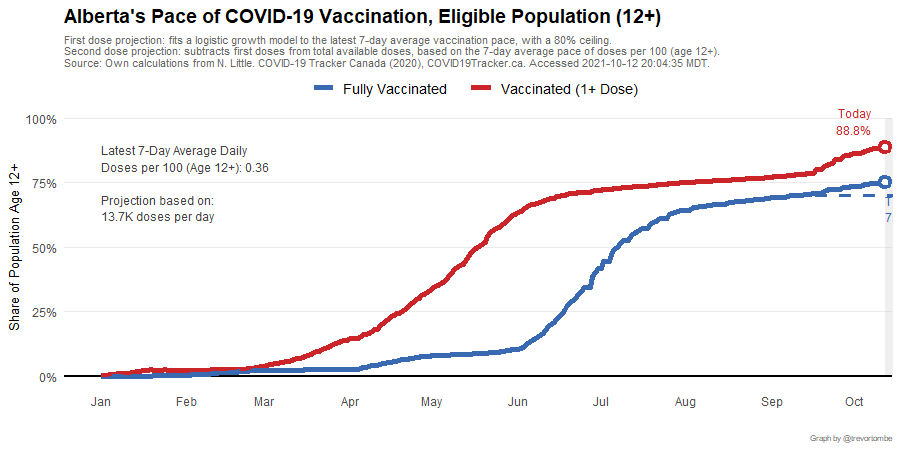 Alberta's Pace of COVID-19 Vaccination, Eligible Population (12+)
First dose projection: fits a logistic growth model to the latest 7-day average vaccination pace, with a 80% ceiling.
Second dose projection: subtracts first doses from total available doses, based on the 7-day average pace of doses per 100 (age 12+).
Source: Own calculations from N. Little. COVID-19 Tracker Canada (2020), COVID19Tracker.ca. Accessed 2021-10-12 20:04:35 MDT.
Fully Vaccinated
Vaccinated (1+ Dose)
Today
88.8%
Latest 7-Day Average Daily
Doses per 100 (Age 12+): 0.36
Projection based on:
13.7K doses per day
7
Share of Population Age 12+
100%
75%
50%
25%
0%
Jan Feb Mar Apr May Jun Jul Aug Sep Oct
Graph by @trevortombe